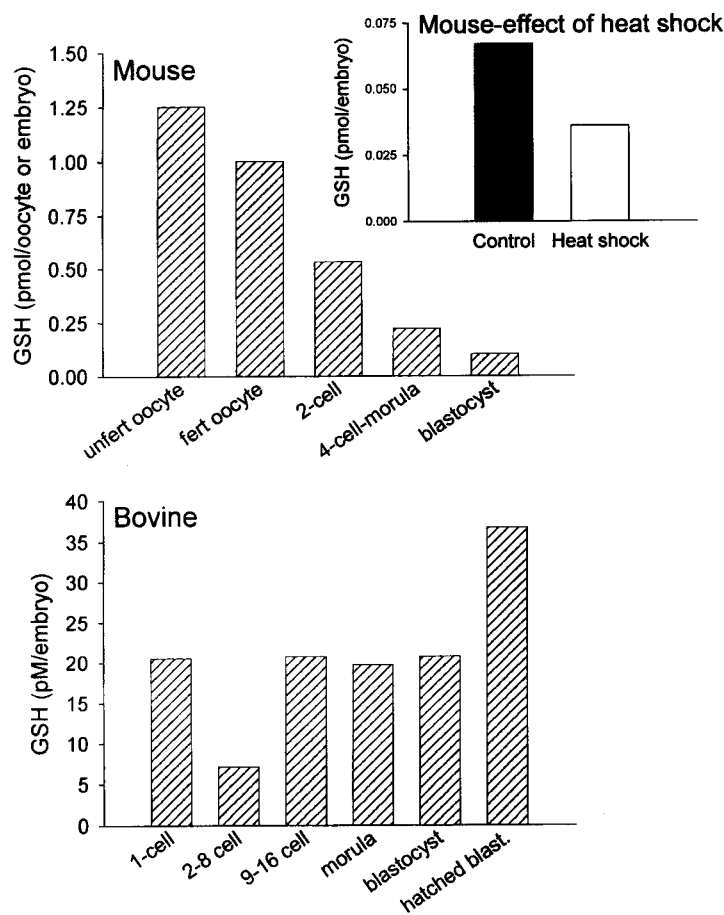 Mouse
GSH (pmol/oocyte or embryo)
1.50
1.25
1.00
0.75
0.50
0.25
0.00
unfert oocyte
fert oocyte
2-cell
4-cell-morula
blastocyst
Mouse-effect of heat shock
GSH (pmol/embryo)
0.075
0.050
0.025
0.000
Control
Heat shock
Bovine
GSH (pM/embryo)
40
35
30
25
20
15
10
5
0
1-cell
2-8 cell
9-16 cell
morula
blastocyst
hatched blast.